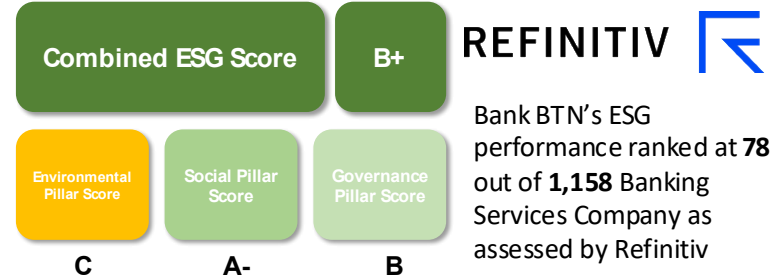 Combined ESG Score
B+
REFINITIV
Environmental
Pillar Score
Social Pillar
Score
Governance
Pillar Score
C
A-
B
Bank BTN’s ESG
performance ranked at 78
out of 1,158 Banking
Services Company as
assessed by Refinitiv